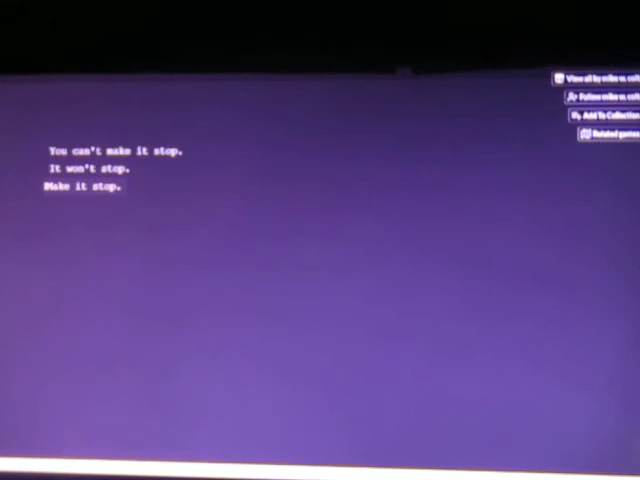 You can't make it stop.
It won't stop.
Make it stop.
View all by
Follow
Add To Collection
Related games